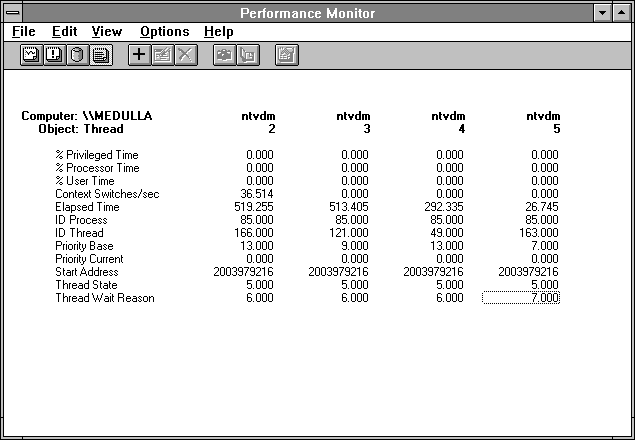 Performance Monitor
File Edit View Options Help
Computer: \\MEDULLA ntvdm ntvdm ntvdm ntvdm
Object: Thread 2 3 4 5
% Privileged Time 0.000 0.000 0.000 0.000
% Processor Time 0.000 0.000 0.000 0.000
% User Time 0.000 0.000 0.000 0.000
Context Switches/sec 36.514 0.000 0.000 0.000
Elapsed Time 519.255 513.405 292.335 26.745
ID Process 85.000 85.000 85.000 85.000
ID Thread 166.000 121.000 49.000 163.000
Priority Base 13.000 9.000 13.000 7.000
Priority Current 0.000 0.000 0.000 0.000
Start Address 2003979216 2003979216 2003979216 2003979216
Thread State 5.000 5.000 5.000 5.000
Thread Wait Reason 6.000 6.000 6.000 7.000